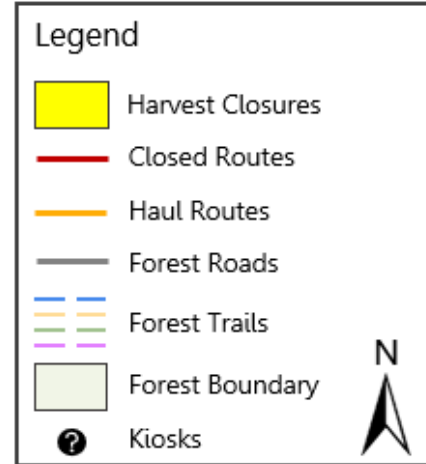 Legend
Harvest Closures
Closed Routes
Haul Routes
Forest Roads
Forest Trails
N
Forest Boundary
?
Kiosks